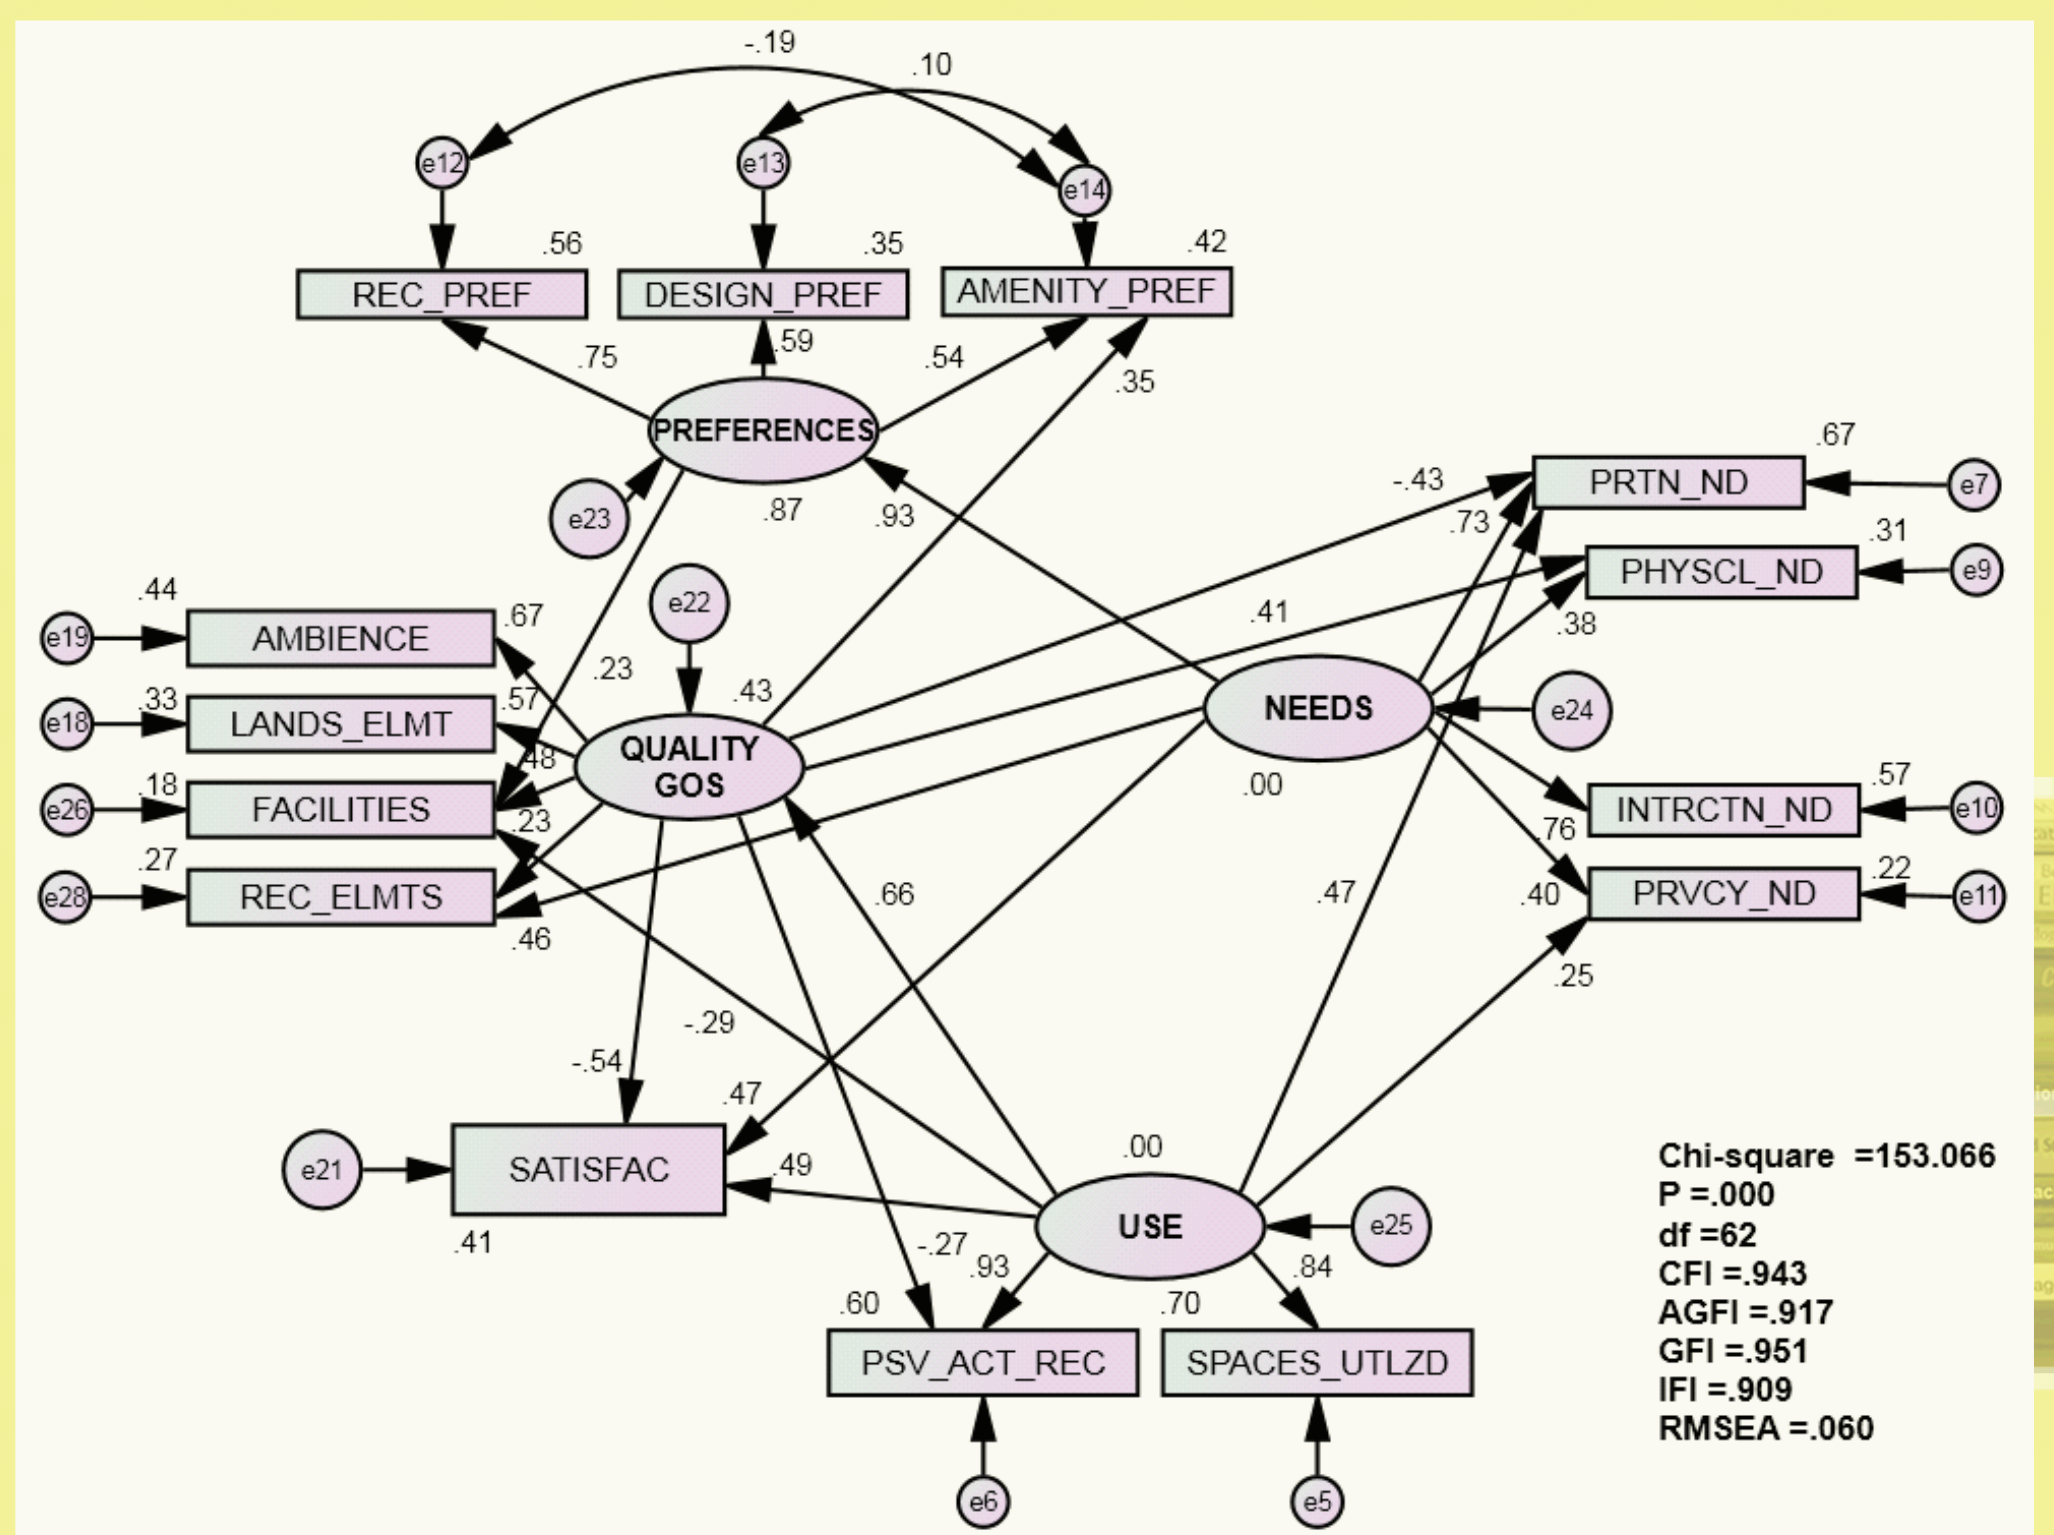 -.19
.10
e12
e13
e14
.56
.35
.42
REC_PREF
DESIGN_PREF
AMENITY_PREF
.75
.59
.54
.35
PREFERENCES
.67
-.43
PRTN_ND
e7
e23
.87
.93
.73
.31
PHYSCL_ND
e9
.44
e22
.67
.41
.38
e19
AMBIENCE
.23
.33
.57
.43
e18
LANDS_ELMT
NEEDS
e24
QUALITY
GOS
.48
.18
.00
.57
e26
FACILITIES
INTRCTN_ND
e10
.23
.76
.27
.22
e28
REC_ELMTS
.66
.47
.40
PRVCY_ND
e11
.46
.25
-.29
-.54
.47
.00
e21
SATISFAC
.49
Chi-square =153.066
P =.000
df =62
CFI =.943
AGFI =.917
GFI =.951
IFI =.909
RMSEA =.060
USE
e25
.41
-.27
.93
.84
.60
.70
PSV_ACT_REC
SPACES_UTLZD
e6
e5